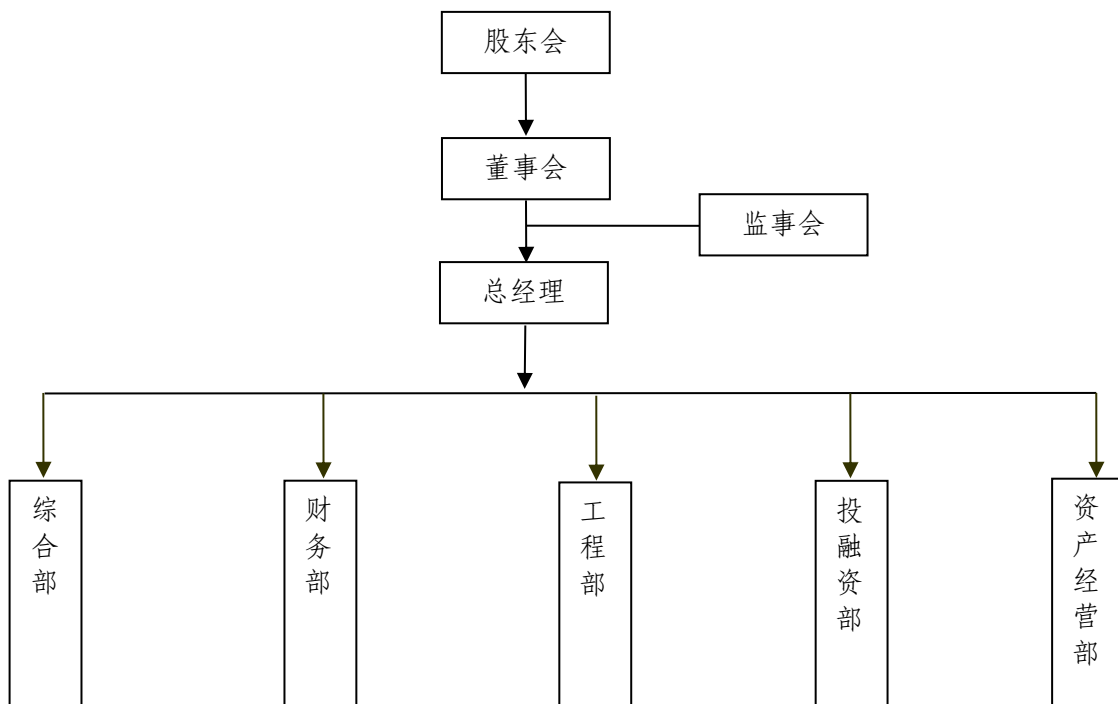 股东会
董事会
监事会
总经理
综合部
财务部
工程部
投融资部
资产经营部